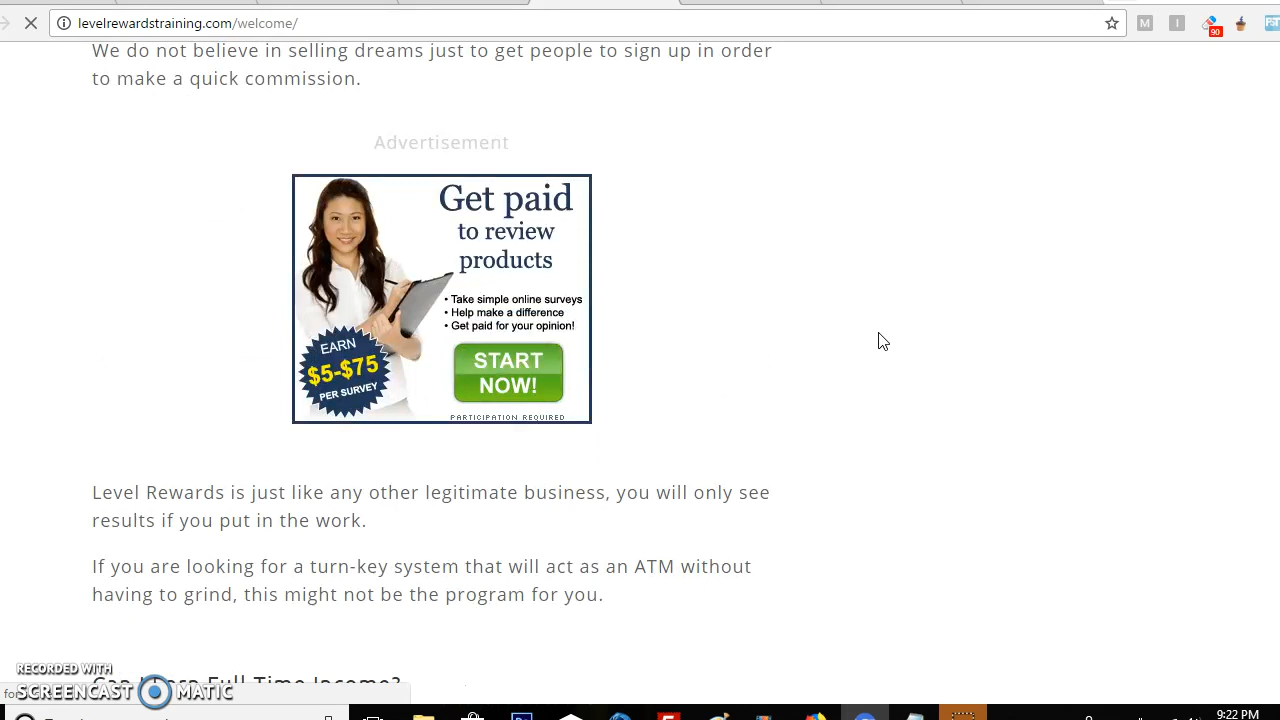 levelrewardstraining.com/welcome/
M
I
90
FST
We do not believe in selling dreams just to get people to sign up in order
to make a quick commission.
Advertisement
Get paid
to review
products
• Take simple online surveys
• Help make a difference
• Get paid for your opinion!
EARN
$5-$75
PER SURVEY
START
NOW!
PARTICIPATION REQUIRED
Level Rewards is just like any other legitimate business, you will only see
results if you put in the work.
If you are looking for a turn-key system that will act as an ATM without
having to grind, this might not be the program for you.
Can I Earn Full Time Income?
RECORDED WITH
SCREENCAST MATIC
9:22 PM